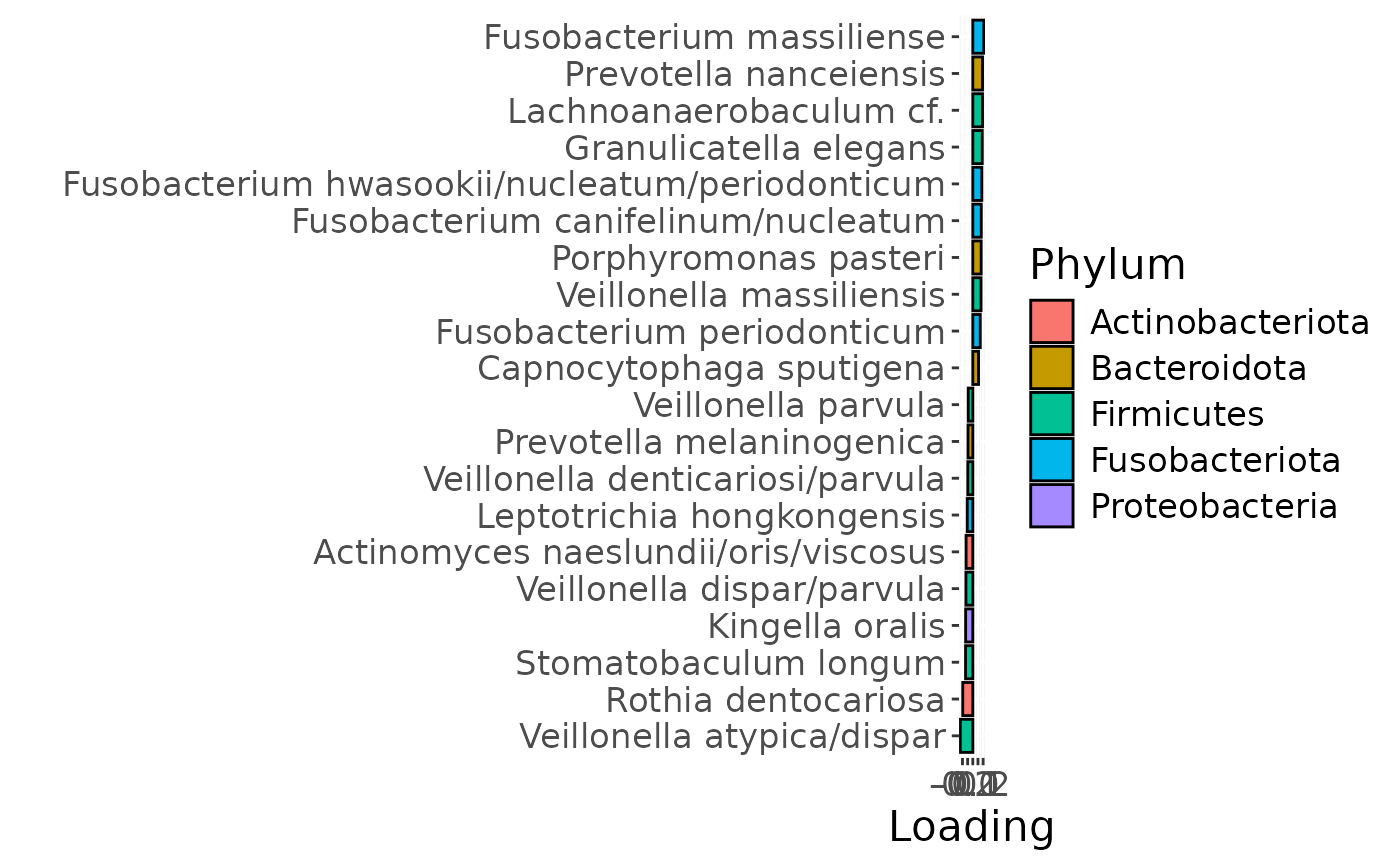 Fusobacterium massiliense
Prevotella nanceiensis
Lachnoanaerobaculum cf.
Granulicatella elegans
Fusobacterium hwasookii/nucleatum/periodonticum
Fusobacterium canifelinum/nucleatum
Porphyromonas pasteri
Veillonella massiliensis
Fusobacterium periodonticum
Capnocytophaga sputigena
Veillonella parvula
Prevotella melaninogenica
Veillonella denticariosi/parvula
Leptotrichia hongkongensis
Actinomyces naeslundii/oris/viscosus
Veillonella dispar/parvula
Kingella oralis
Stomatobaculum longum
Rothia dentocariosa
Veillonella atypica/dispar
Loading
Phylum
Actinobacteriota
Bacteroidota
Firmicutes
Fusobacteriota
Proteobacteria